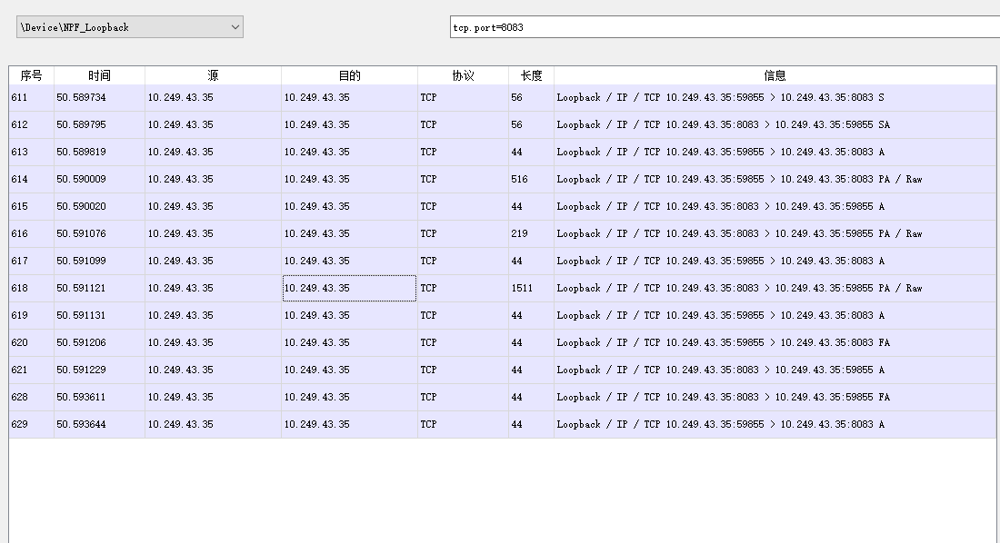 \Device\NPF_Loopback tcp.port=8083
序号 时间 源 目的 协议 长度 信息
611 50.589734 10.249.43.35 10.249.43.35 TCP 56 Loopback / IP / TCP 10.249.43.35:59855 > 10.249.43.35:8083 S
612 50.589795 10.249.43.35 10.249.43.35 TCP 56 Loopback / IP / TCP 10.249.43.35:8083 > 10.249.43.35:59855 SA
613 50.589819 10.249.43.35 10.249.43.35 TCP 44 Loopback / IP / TCP 10.249.43.35:59855 > 10.249.43.35:8083 A
614 50.590009 10.249.43.35 10.249.43.35 TCP 516 Loopback / IP / TCP 10.249.43.35:59855 > 10.249.43.35:8083 PA / Raw
615 50.590020 10.249.43.35 10.249.43.35 TCP 44 Loopback / IP / TCP 10.249.43.35:8083 > 10.249.43.35:59855 A
616 50.591076 10.249.43.35 10.249.43.35 TCP 219 Loopback / IP / TCP 10.249.43.35:8083 > 10.249.43.35:59855 PA / Raw
617 50.591099 10.249.43.35 10.249.43.35 TCP 44 Loopback / IP / TCP 10.249.43.35:59855 > 10.249.43.35:8083 A
618 50.591121 10.249.43.35 10.249.43.35 TCP 1511 Loopback / IP / TCP 10.249.43.35:8083 > 10.249.43.35:59855 PA / Raw
619 50.591131 10.249.43.35 10.249.43.35 TCP 44 Loopback / IP / TCP 10.249.43.35:59855 > 10.249.43.35:8083 A
620 50.591206 10.249.43.35 10.249.43.35 TCP 44 Loopback / IP / TCP 10.249.43.35:59855 > 10.249.43.35:8083 FA
621 50.591229 10.249.43.35 10.249.43.35 TCP 44 Loopback / IP / TCP 10.249.43.35:8083 > 10.249.43.35:59855 A
628 50.593611 10.249.43.35 10.249.43.35 TCP 44 Loopback / IP / TCP 10.249.43.35:8083 > 10.249.43.35:59855 FA
629 50.593644 10.249.43.35 10.249.43.35 TCP 44 Loopback / IP / TCP 10.249.43.35:59855 > 10.249.43.35:8083 A